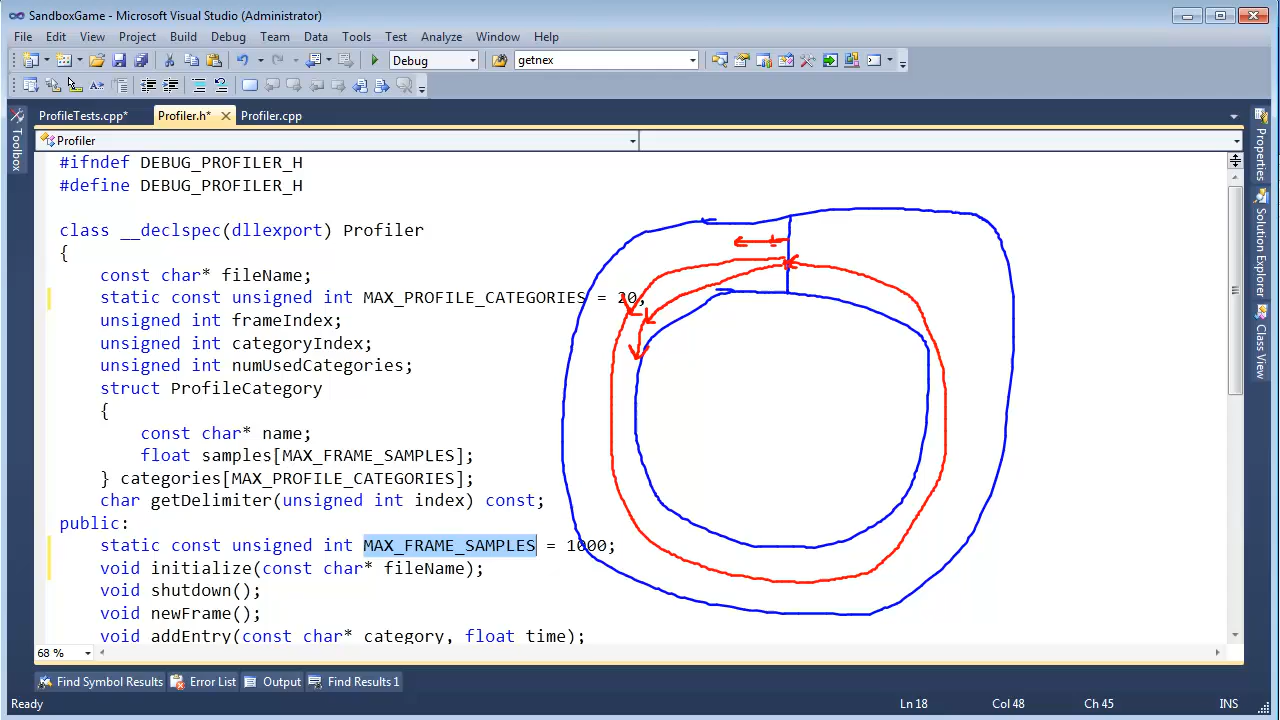 SandboxGame - Microsoft Visual Studio (Administrator)
File Edit View Project Build Debug Team Data Tools Test Analyze Window Help
Debug getnex
ProfileTests.cpp* Profiler.h* Profiler.cpp
Profiler
Toolbox
Properties
Solution Explorer
Class View
#ifndef DEBUG_PROFILER_H
#define DEBUG_PROFILER_H
class __declspec(dllexport) Profiler
{
const char* fileName;
static const unsigned int MAX_PROFILE_CATEGORIES = 20;
unsigned int frameIndex;
unsigned int categoryIndex;
unsigned int numUsedCategories;
struct ProfileCategory
{
const char* name;
float samples[MAX_FRAME_SAMPLES];
} categories[MAX_PROFILE_CATEGORIES];
char getDelimiter(unsigned int index) const;
public:
static const unsigned int MAX_FRAME_SAMPLES = 1000;
void initialize(const char* fileName);
void shutdown();
void newFrame();
void addEntry(const char* category, float time);
68 %
Find Symbol Results Error List Output Find Results 1
Ready Ln 18 Col 48 Ch 45 INS